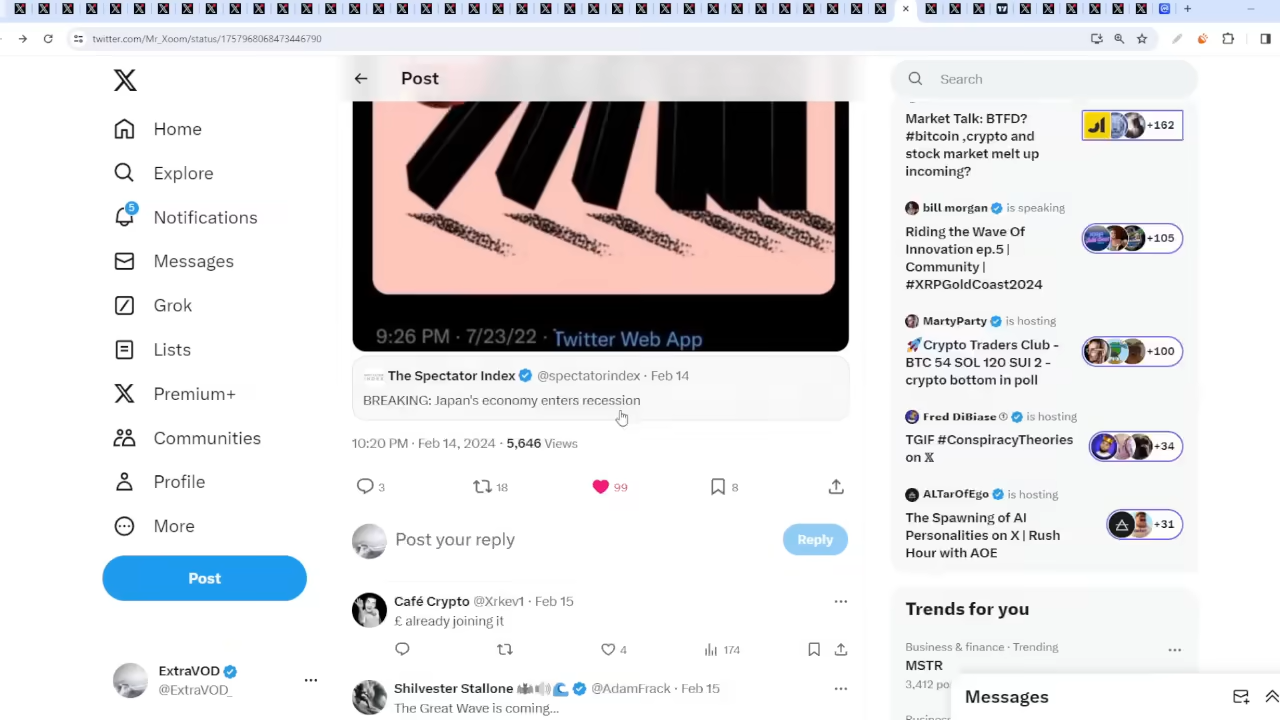 twitter.com/Mr_Xoom/status/1757968068473446790
Home
Explore
5
Notifications
Messages
Grok
Lists
Premium+
Communities
Profile
More
Post
ExtraVOD
@ExtraVOD_
Post
9:26 PM · 7/23/22 · Twitter Web App
The Spectator Index @spectatorindex · Feb 14
BREAKING: Japan's economy enters recession
10:20 PM · Feb 14, 2024 · 5,646 Views
3
18
99
8
Post your reply
Reply
Café Crypto @Xrkev1 · Feb 15
£ already joining it
4
174
Shilvester Stallone 🦇🔊🌊 @AdamFrack · Feb 15
The Great Wave is coming...
Search
Market Talk: BTFD?
#bitcoin ,crypto and
stock market melt up
incoming?
+162
bill morgan is speaking
Riding the Wave Of
Innovation ep.5 |
Community |
#XRPGoldCoast2024
+105
MartyParty is hosting
🚀Crypto Traders Club -
BTC 54 SOL 120 SUI 2 -
crypto bottom in poll
+100
Fred DiBiase ® is hosting
TGIF #ConspiracyTheories
on 𝕏
+34
ALTarOfEgo is hosting
The Spawning of AI
Personalities on X | Rush
Hour with AOE
+31
Trends for you
Business & finance · Trending
MSTR
3,412 po
Messages